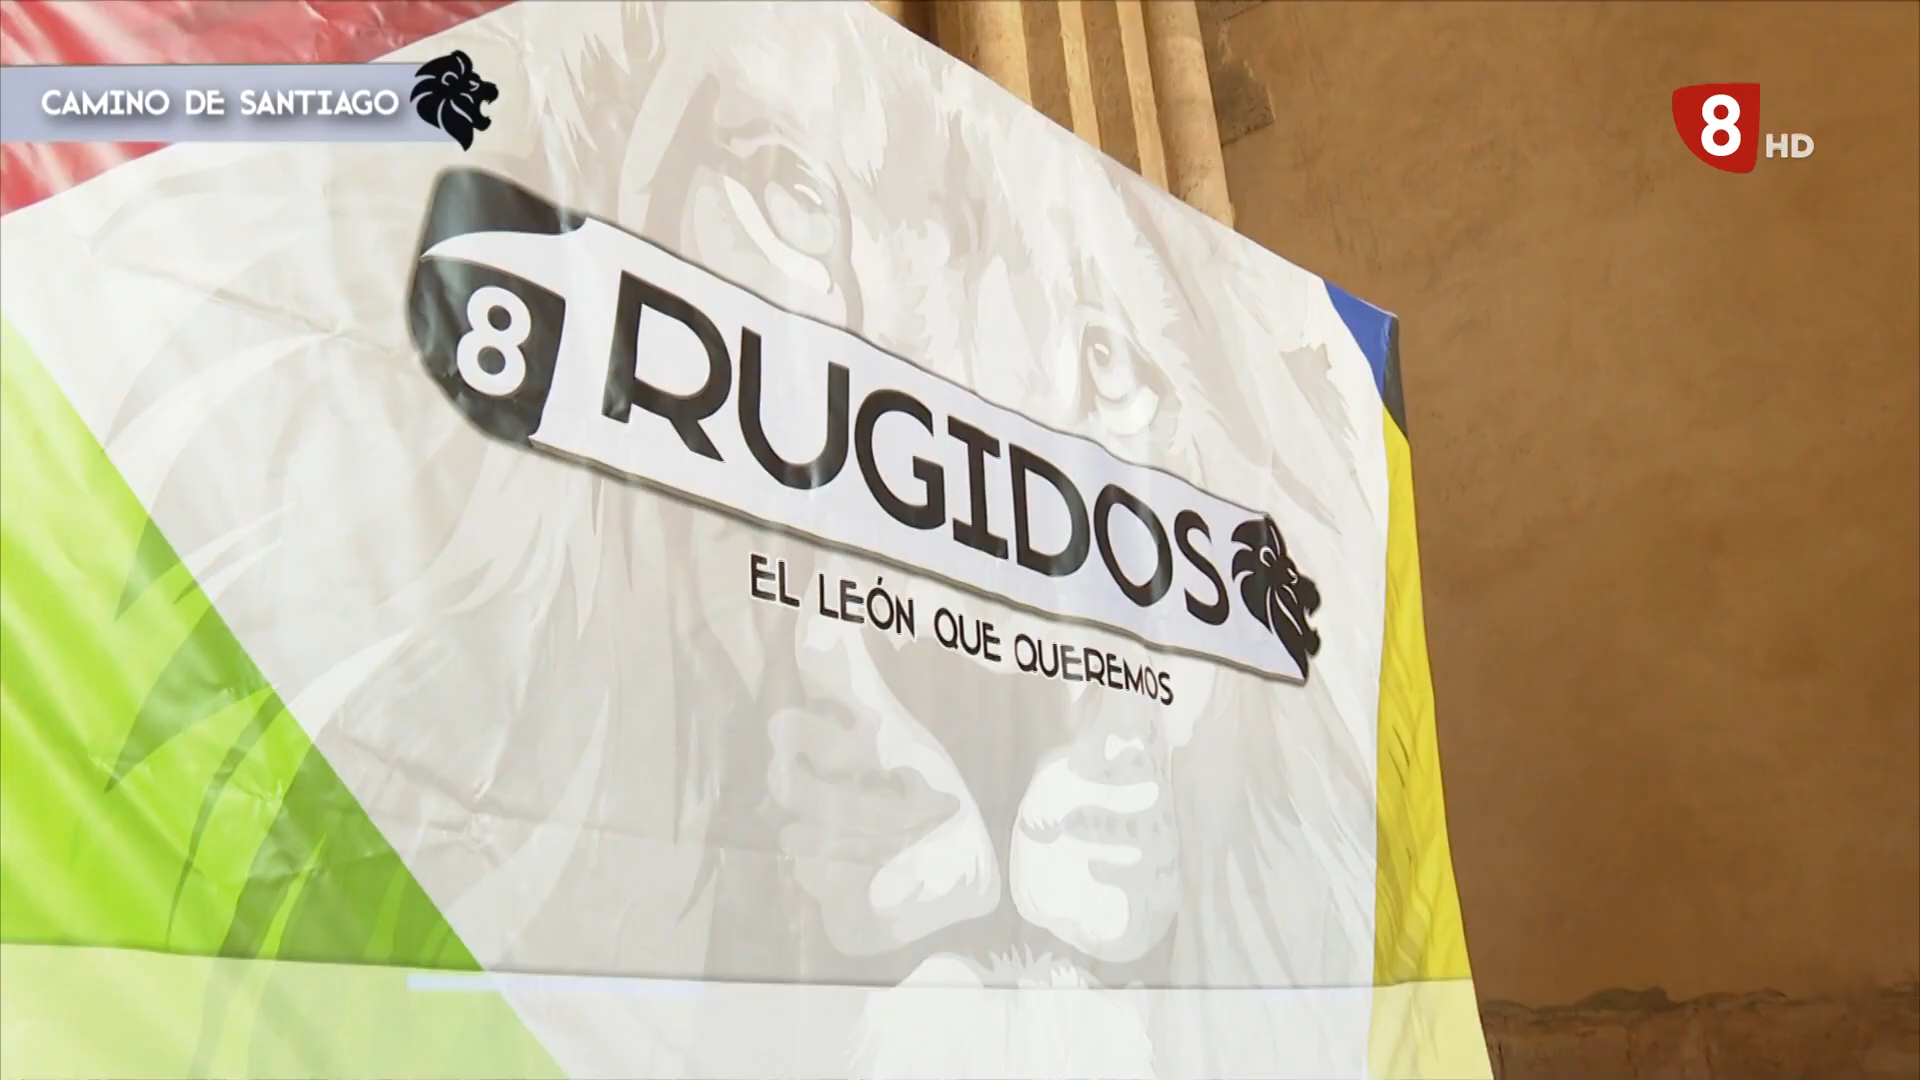 CAMINO DE SANTIAGO
8 HD
8 RUGIDOS
EL LEÓN QUE QUEREMOS